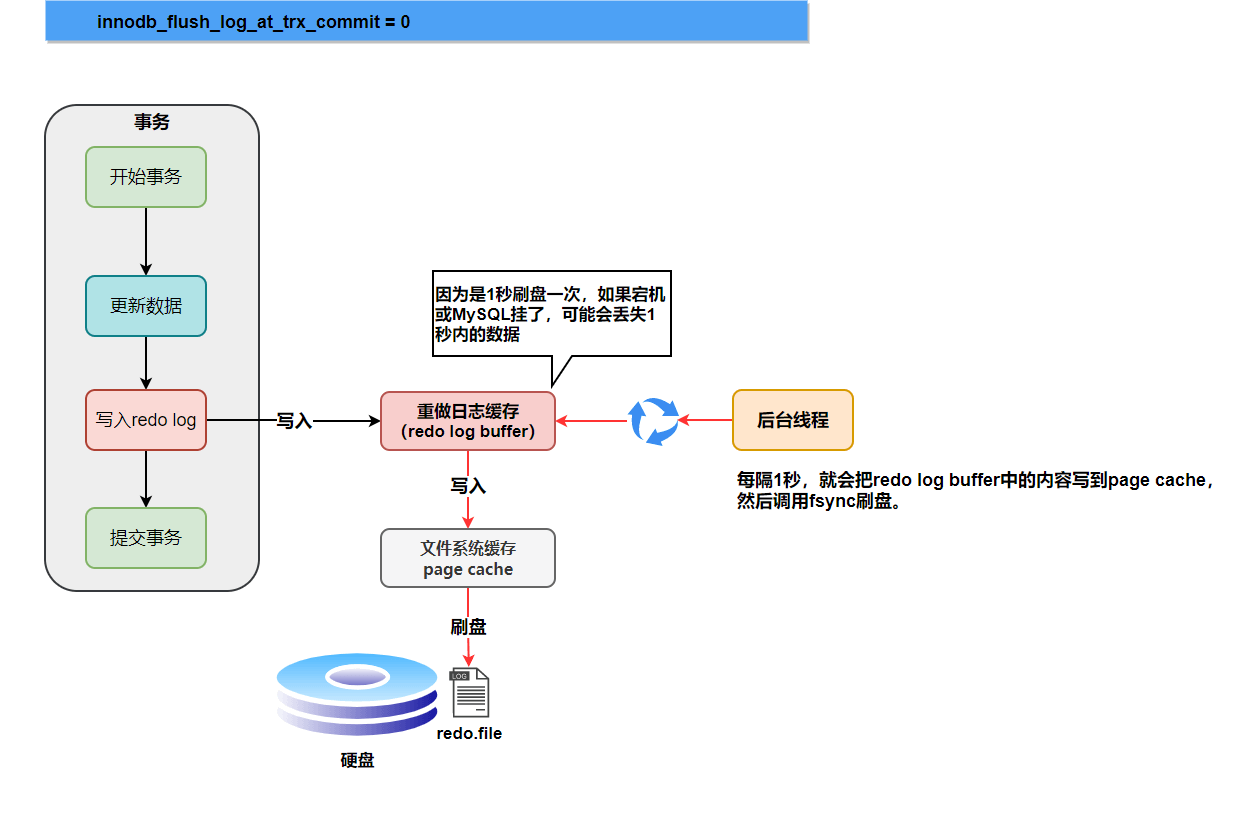 innodb_flush_log_at_trx_commit = 0
事务
开始事务
更新数据
因为是1秒刷盘一次，如果宕机
或MySQL挂了，可能会丢失1
秒内的数据
写入redo log
写入
重做日志缓存
（redo log buffer）
后台线程
每隔1秒，就会把redo log buffer中的内容写到page cache，
然后调用fsync刷盘。
写入
提交事务
文件系统缓存
page cache
刷盘
LOG
redo.file
硬盘